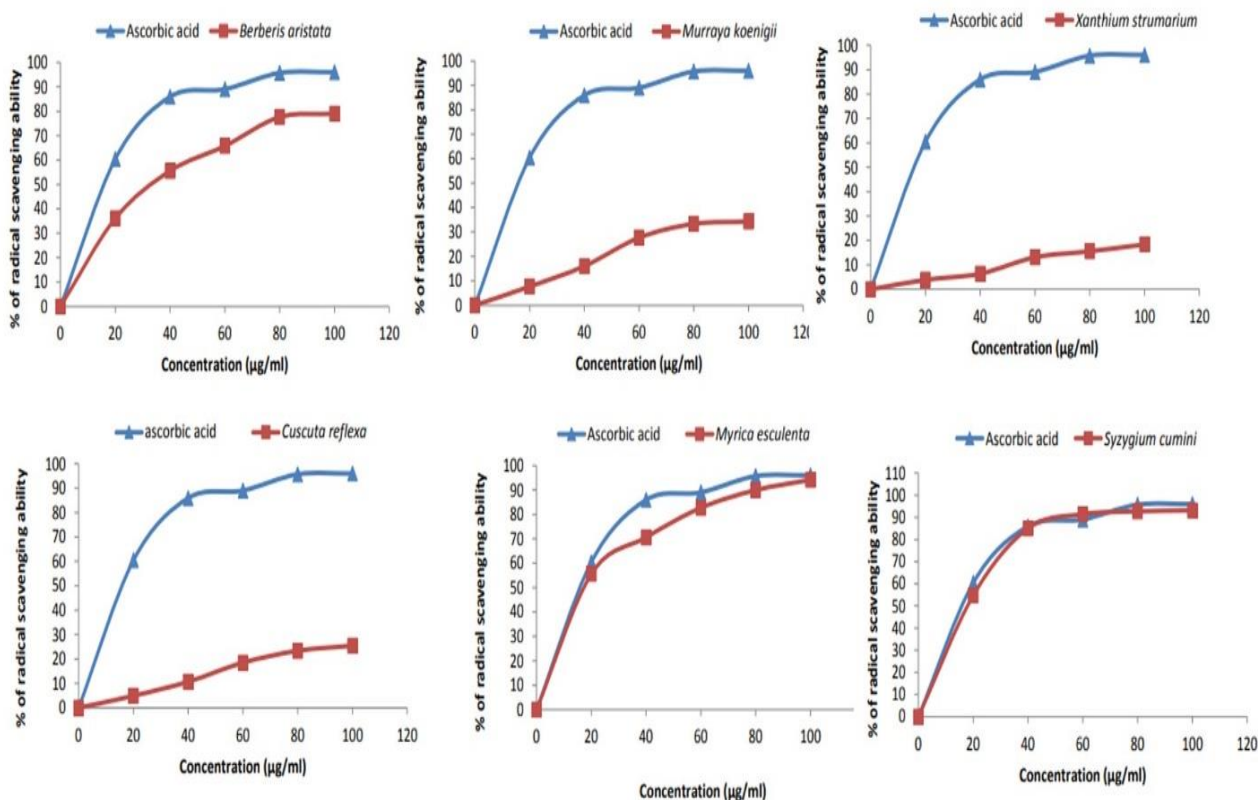 Ascorbic acid Berberis aristata
% of radical scavenging ability
100
90
80
70
60
50
40
30
20
10
0
0 20 40 60 80 100 120
Concentration (µg/ml)
Ascorbic acid Murraya koenigii
% of radical scavenging ability
100
90
80
70
60
50
40
30
20
10
0
0 20 40 60 80 100
Concentration (µg/ml)
Ascorbic acid Xanthium strumarium
% of radical scavenging ability
100
90
80
70
60
50
40
30
20
10
0
0 20 40 60 80 100 120
Concentration (µg/ml)
ascorbic acid Cuscuta reflexa
% of radical scavenging ability
100
90
80
70
60
50
40
30
20
10
0
0 20 40 60 80 100 120
Concentration (µg/ml)
Ascorbic acid Myrica esculenta
% of radical scavenging ability
100
90
80
70
60
50
40
30
20
10
0
0 20 40 60 80 100
Concentration (µg/ml)
Ascorbic acid Syzygium cumini
% of radical scavenging ability
110
100
90
80
70
60
50
40
30
20
10
0
0 20 40 60 80 100 120
Concentration (µg/ml)